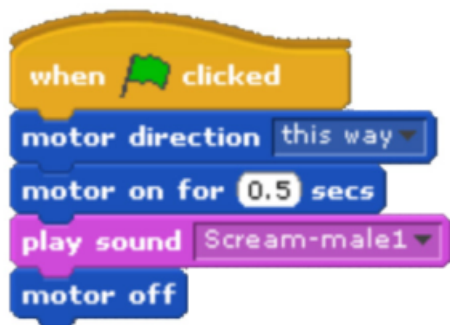 when clicked
motor direction this way
motor on for 0.5 secs
play sound Scream-male1
motor off